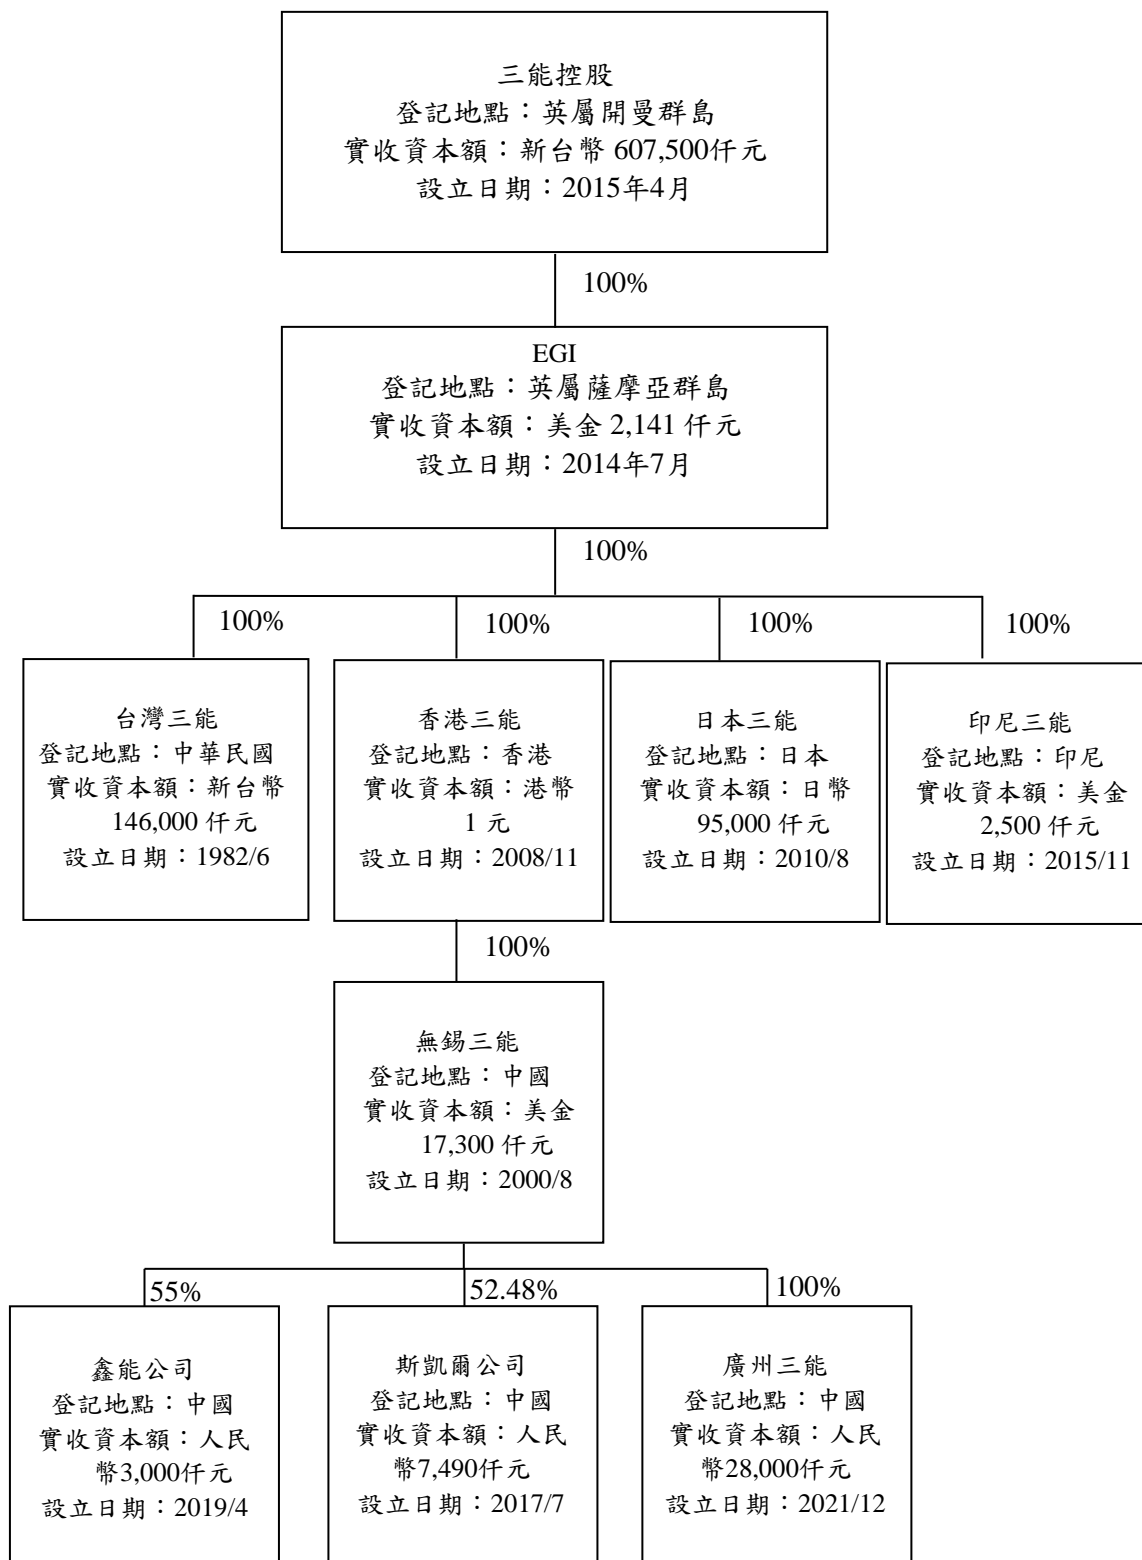 三能控股
登記地點：英屬開曼群島
實收資本額：新台幣 607,500仟元
設立日期：2015年4月
100%
EGI
登記地點：英屬薩摩亞群島
實收資本額：美金 2,141 仟元
設立日期：2014年7月
100%
100%
100%
100%
100%
台灣三能
登記地點：中華民國
實收資本額：新台幣
146,000 仟元
設立日期：1982/6
香港三能
登記地點：香港
實收資本額：港幣
1 元
設立日期：2008/11
日本三能
登記地點：日本
實收資本額：日幣
95,000 仟元
設立日期：2010/8
印尼三能
登記地點：印尼
實收資本額：美金
2,500 仟元
設立日期：2015/11
100%
無錫三能
登記地點：中國
實收資本額：美金
17,300 仟元
設立日期：2000/8
55%
52.48%
100%
鑫能公司
登記地點：中國
實收資本額：人民
幣3,000仟元
設立日期：2019/4
斯凱爾公司
登記地點：中國
實收資本額：人民
幣7,490仟元
設立日期：2017/7
廣州三能
登記地點：中國
實收資本額：人民
幣28,000仟元
設立日期：2021/12